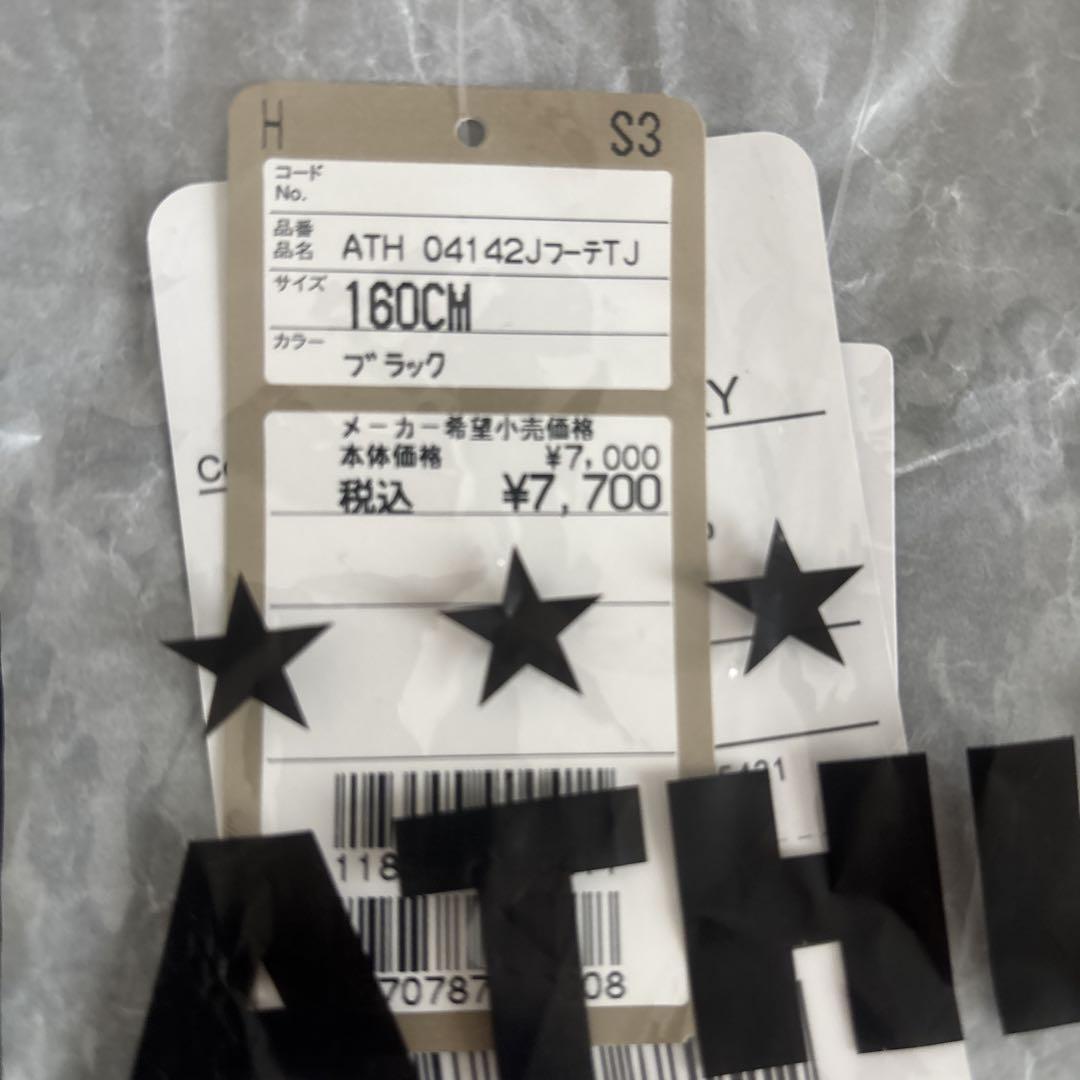 H S3
コード
No.
品番
品名 ATH 04142JフーテTJ
サイズ 160CM
カラー ブラック
メーカー希望小売価格
本体価格 ¥7,000
税込 ¥7,700
ATH